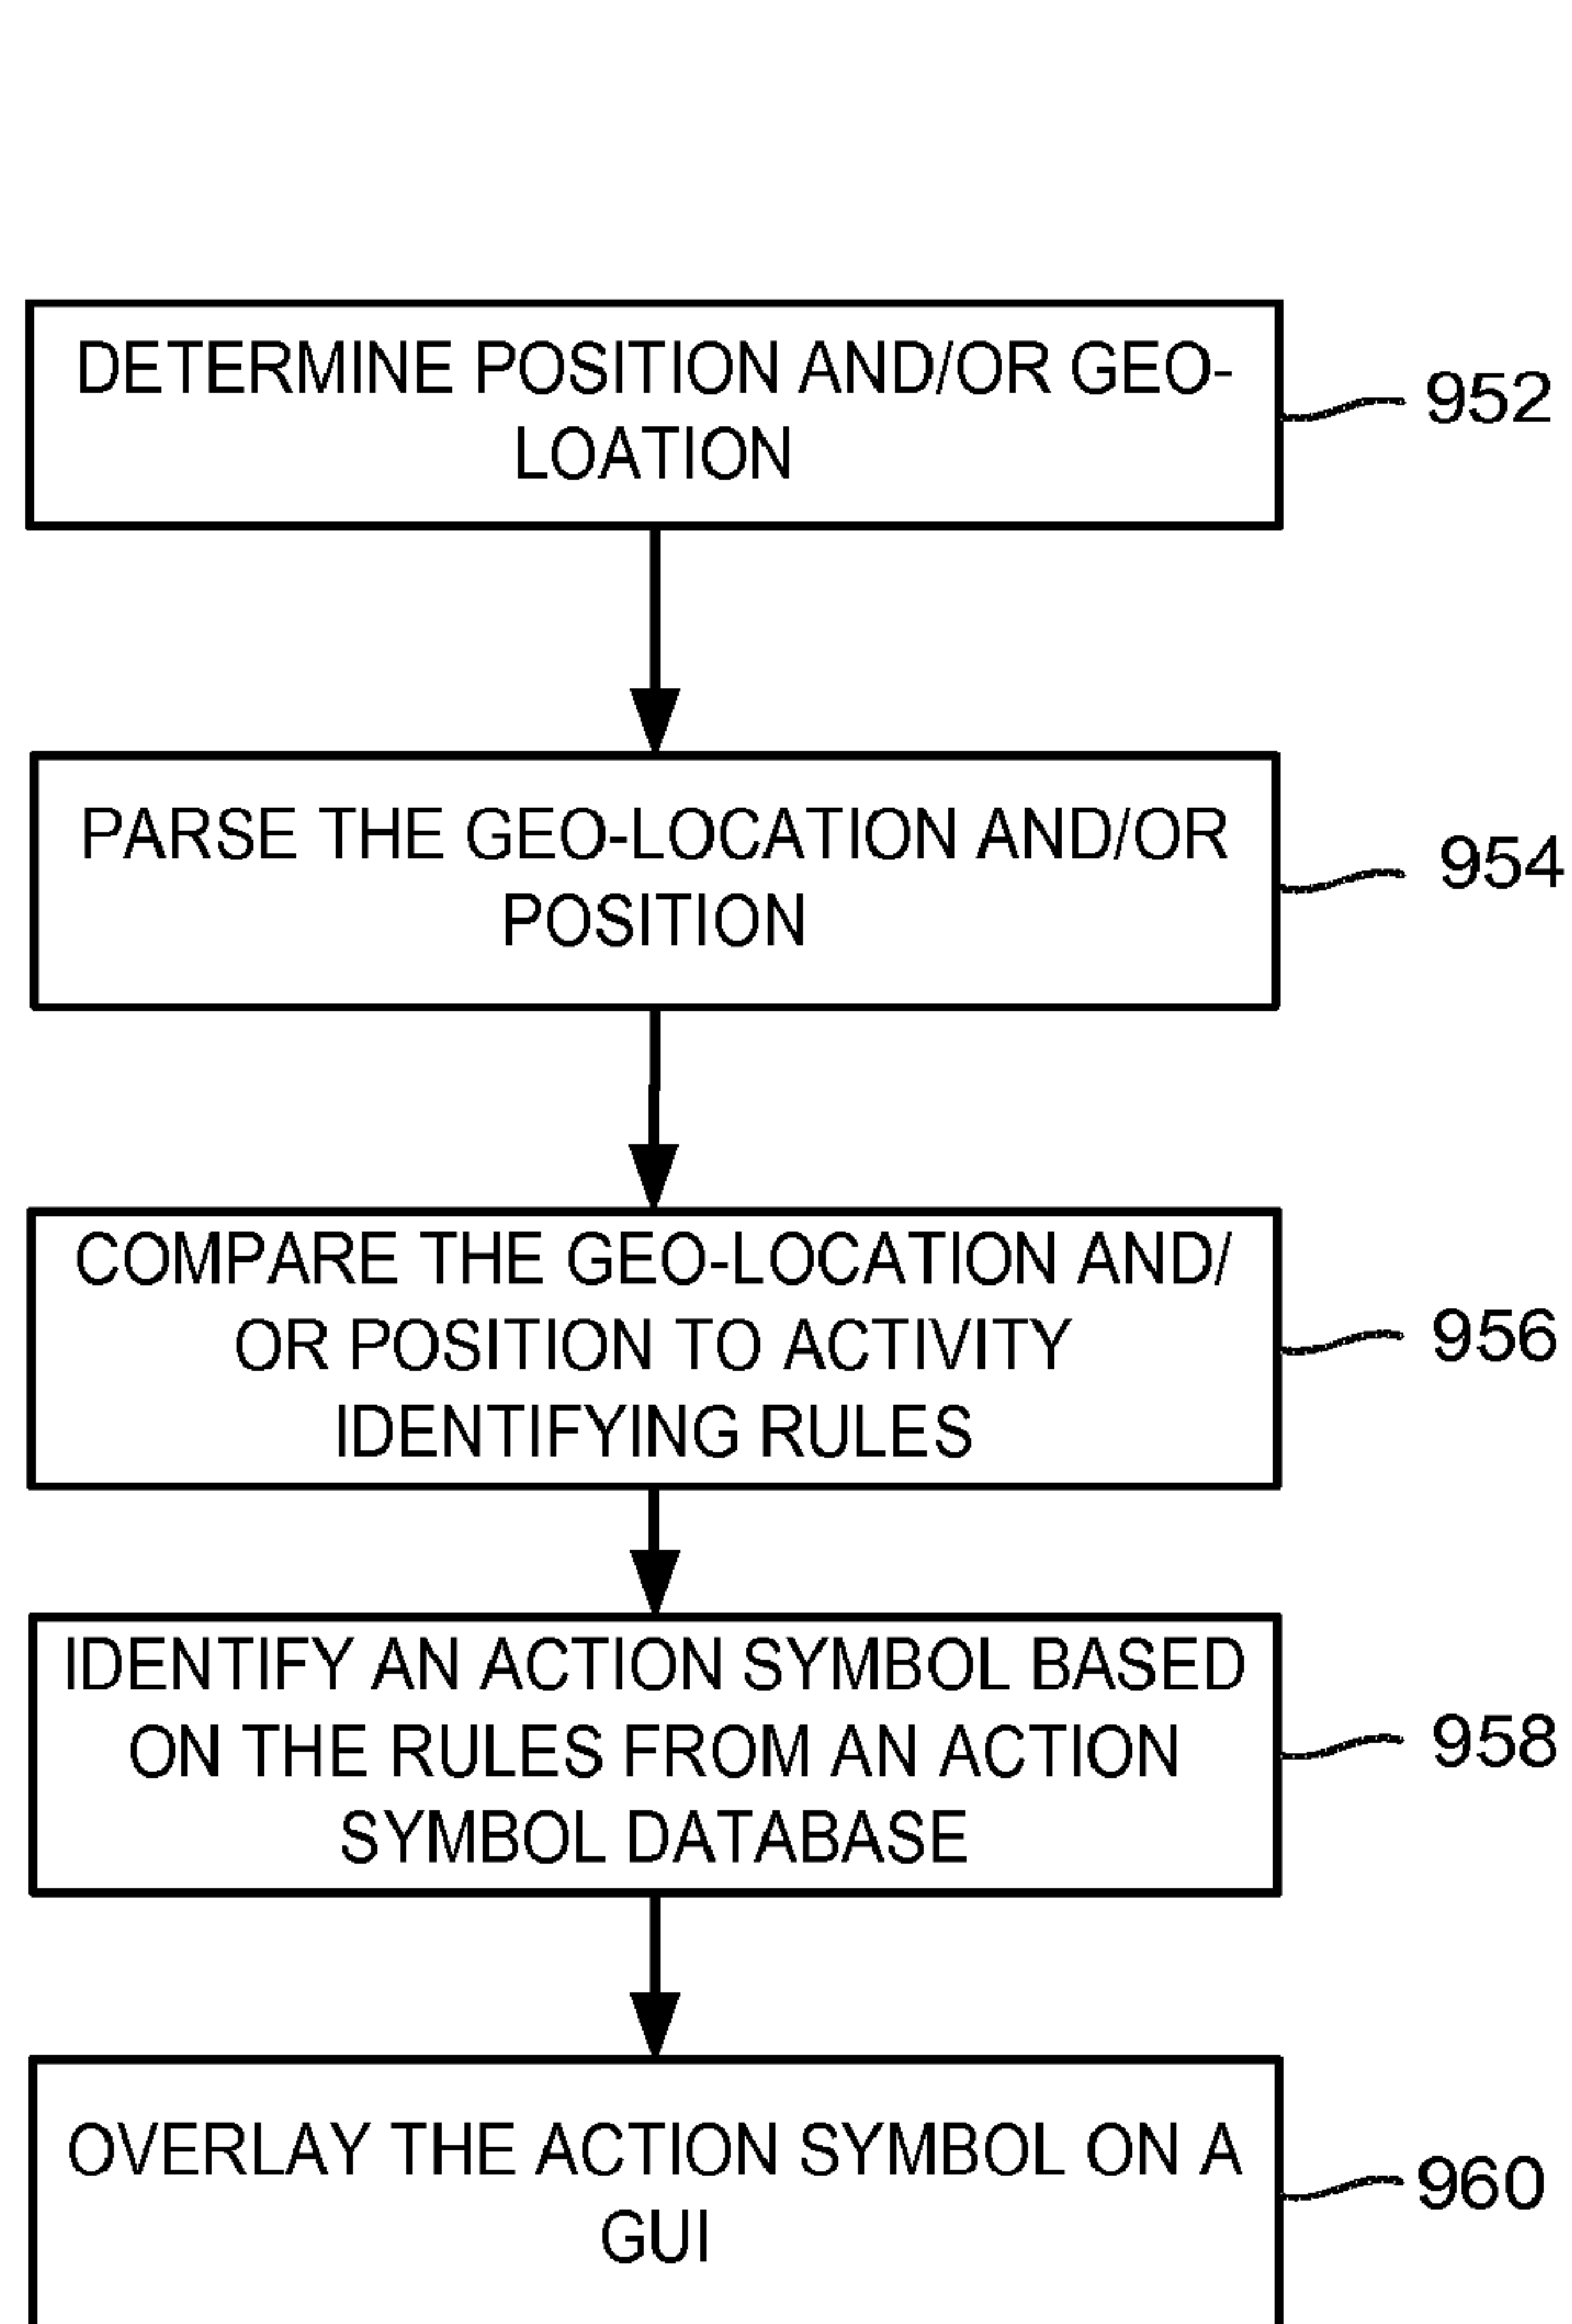 DETERMINE POSITION AND/OR GEO-
LOATION
952
PARSE THE GEO-LOCATION AND/OR
POSITION
954
COMPARE THE GEO-LOCATION AND/
OR POSITION TO ACTIVITY
IDENTIFYING RULES
956
IDENTIFY AN ACTION SYMBOL BASED
ON THE RULES FROM AN ACTION
SYMBOL DATABASE
958
OVERLAY THE ACTION SYMBOL ON A
GUI
960